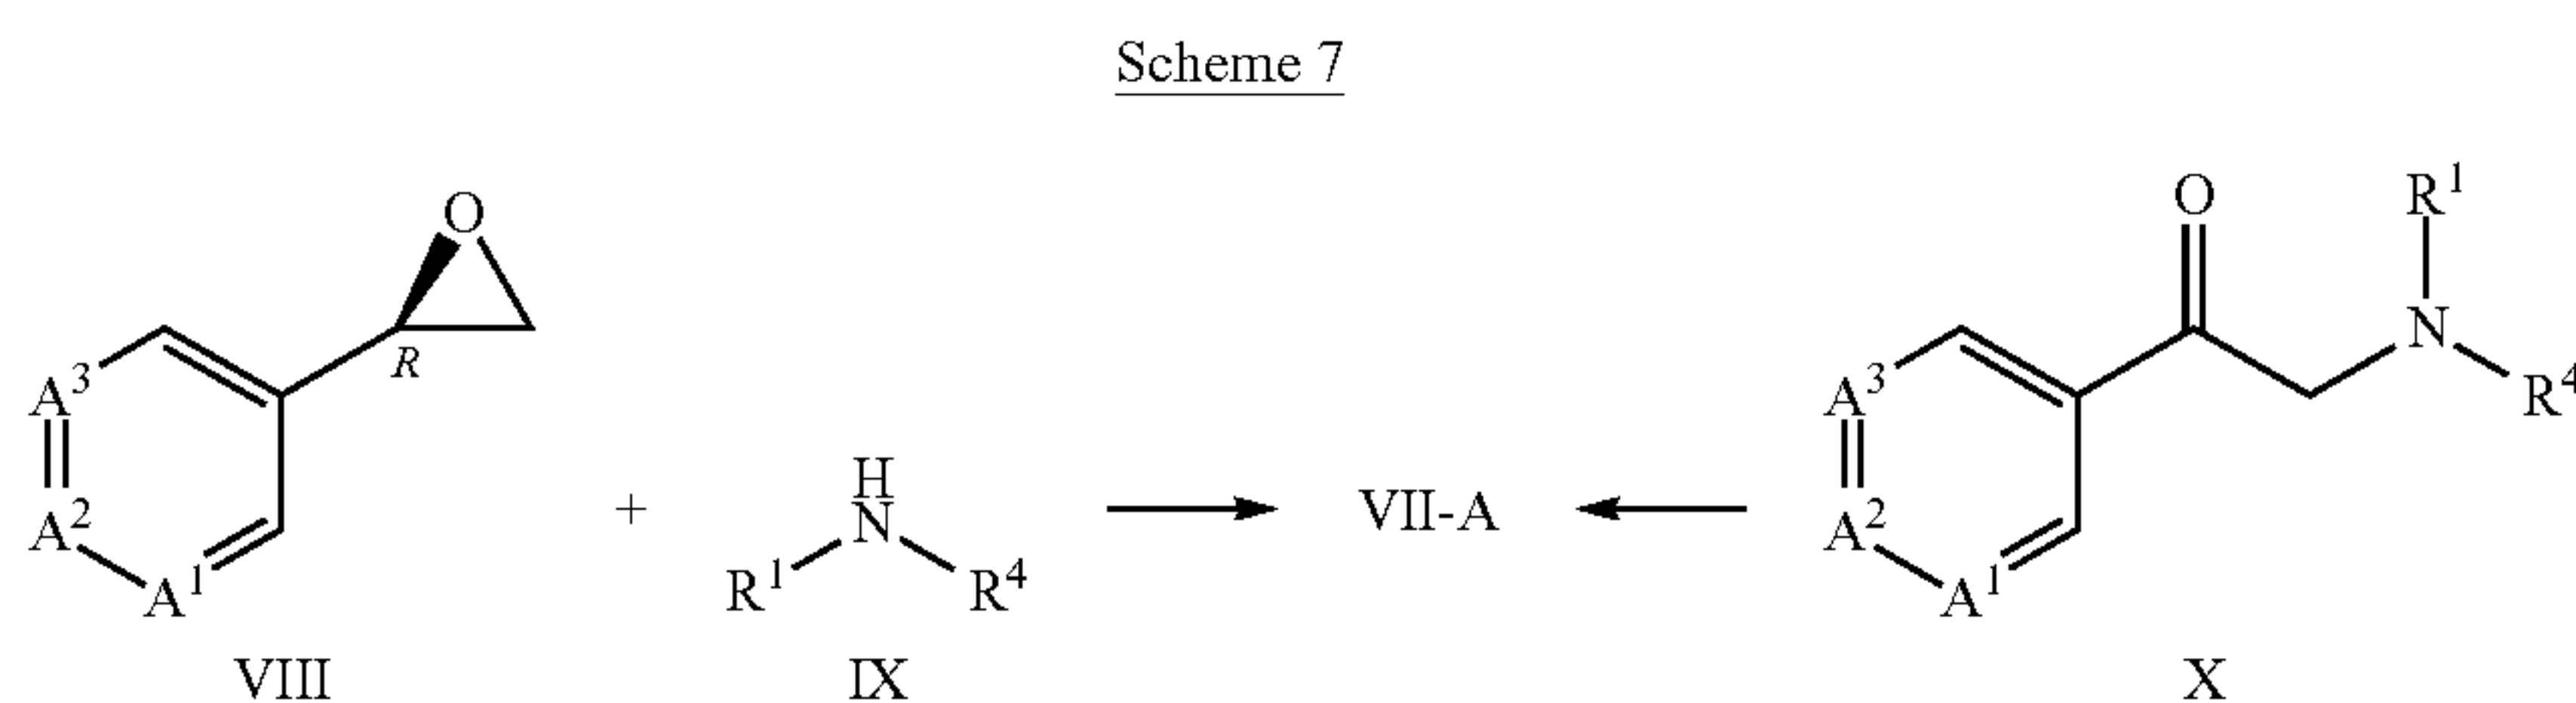 Scheme 7
O
R
A³
A²
A¹
VIII
+
H
N
R¹
R⁴
IX
VII-A
O
R¹
N
R⁴
A³
A²
A¹
X